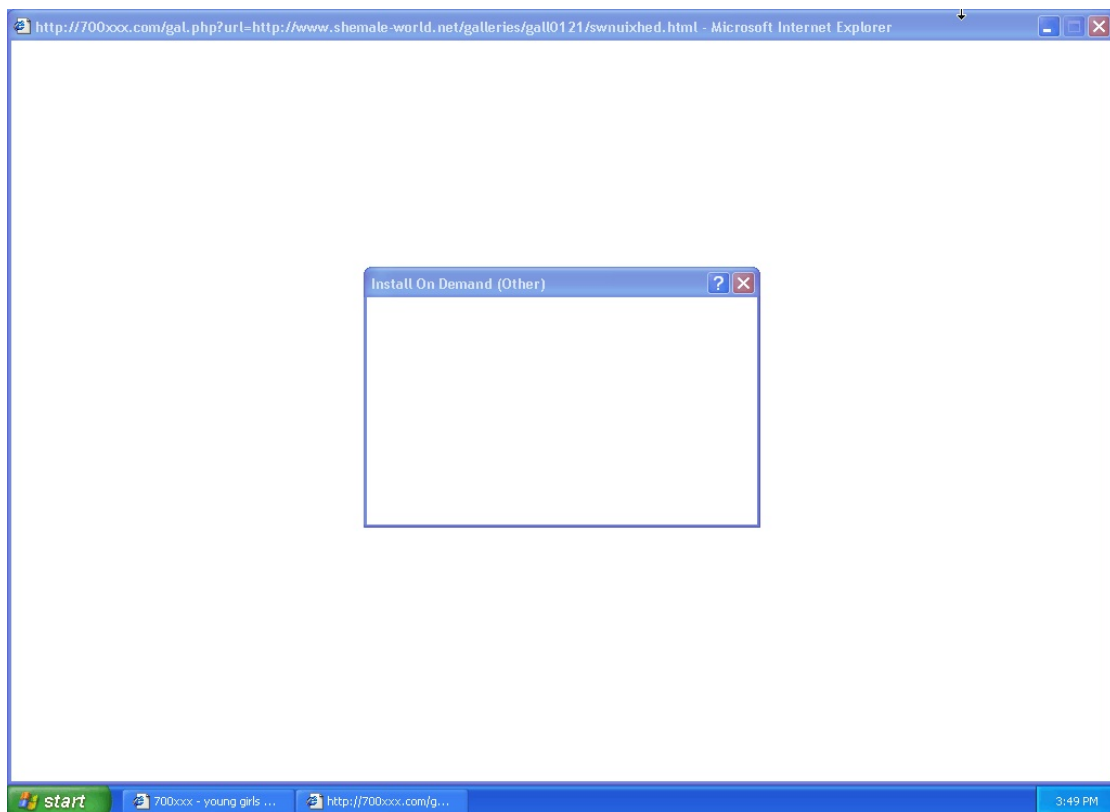 http://700xxx.com/gal.php?url=http://www.shemale-world.net/galleries/gall0121/swnuixhed.html - Microsoft Internet Explorer
Install On Demand (Other)
start
700xxx - young girls ...
http://700xxx.com/g...
3:49 PM